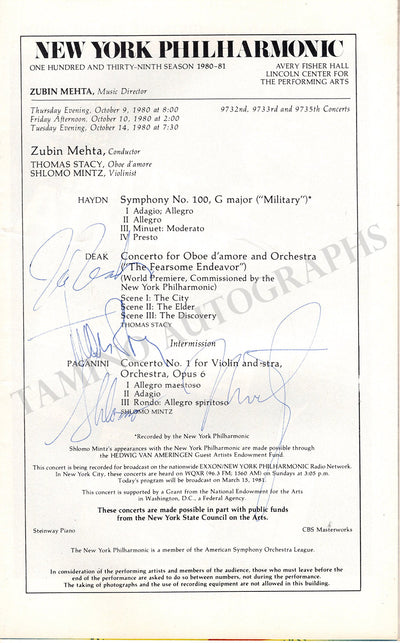 NEW YORK PHILHARMONIC
ONE HUNDRED AND THIRTY-NINTH SEASON 1980-81
AVERY FISHER HALL
LINCOLN CENTER FOR
THE PERFORMING ARTS
ZUBIN MEHTA, Music Director
Thursday Evening, October 9, 1980 at 8:00
9732nd, 9733rd and 9735th Concerts
Friday Afternoon, October 10, 1980 at 2:00
Tuesday Evening, October 14, 1980 at 7:30
Zubin Mehta, Conductor
THOMAS STACY, Oboe d'amore
SHLOMO MINTZ, Violinist
HAYDN Symphony No. 100, G major ("Military")*
I Adagio; Allegro
II Allegro
III Minuet: Moderato
IV Presto
DEAK Concerto for Oboe d'amore and Orchestra
("The Fearsome Endeavor")
(World Premiere, Commissioned by the
New York Philharmonic)
Scene I: The City
Scene II: The Elder
Scene III: The Discovery
THOMAS STACY
Intermission
PAGANINI Concerto No. 1 for Violin and
Orchestra, Opus 6
I Allegro maestoso
II Adagio
III Rondo: Allegro spiritoso
SHLOMO MINTZ
Jon Deak
Shlomo Mintz
TAMINO AUTOGRAPHS
*Recorded by the New York Philharmonic
Shlomo Mintz's appearances with the New York Philharmonic are made possible through
the HEDWIG VAN AMERINGEN Guest Artists Endowment Fund.
This concert is being recorded for broadcast on the nationwide EXXON/NEW YORK PHILHARMONIC Radio Network.
In New York City, these concerts are heard on WQXR (96.3 FM; 1560 AM) on Sundays at 3:05 p.m.
Today's program will be broadcast on March 15, 1981.
This concert is supported by a Grant from the National Endowment for the Arts
in Washington, D.C., a Federal Agency.
These concerts are made possible in part with public funds
from the New York State Council on the Arts.
Steinway Piano
CBS Masterworks
The New York Philharmonic is a member of the American Symphony Orchestra League.
In consideration of the performing artists and members of the audience, those who must leave before the
end of the performance are asked to do so between numbers, not during the performance.
The taking of photographs and the use of recording equipment are not allowed in this building.